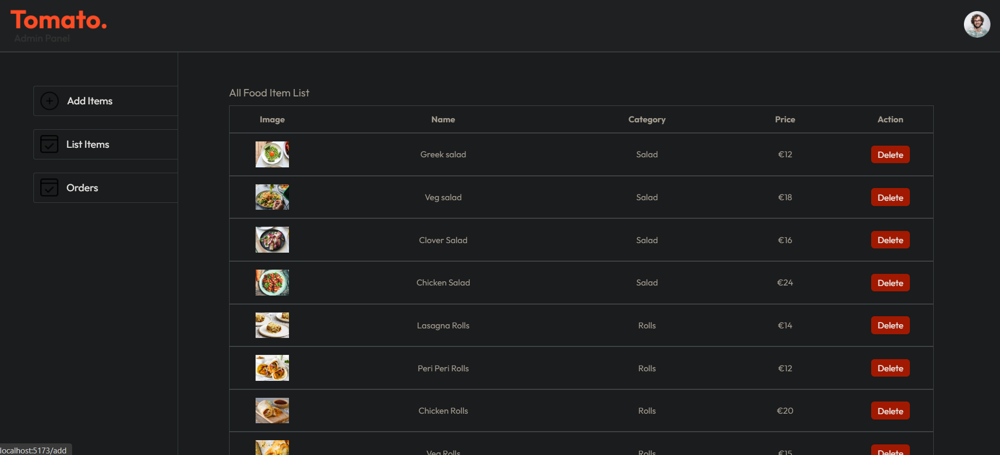 Tomato.
Admin Panel
Add Items
List Items
Orders
All Food Item List
Image Name Category Price Action
Greek salad Salad €12 Delete
Veg salad Salad €18 Delete
Clover Salad Salad €16 Delete
Chicken Salad Salad €24 Delete
Lasagna Rolls Rolls €14 Delete
Peri Peri Rolls Rolls €12 Delete
Chicken Rolls Rolls €20 Delete
Veg Rolls Rolls €15 Delete
localhost:5173/add